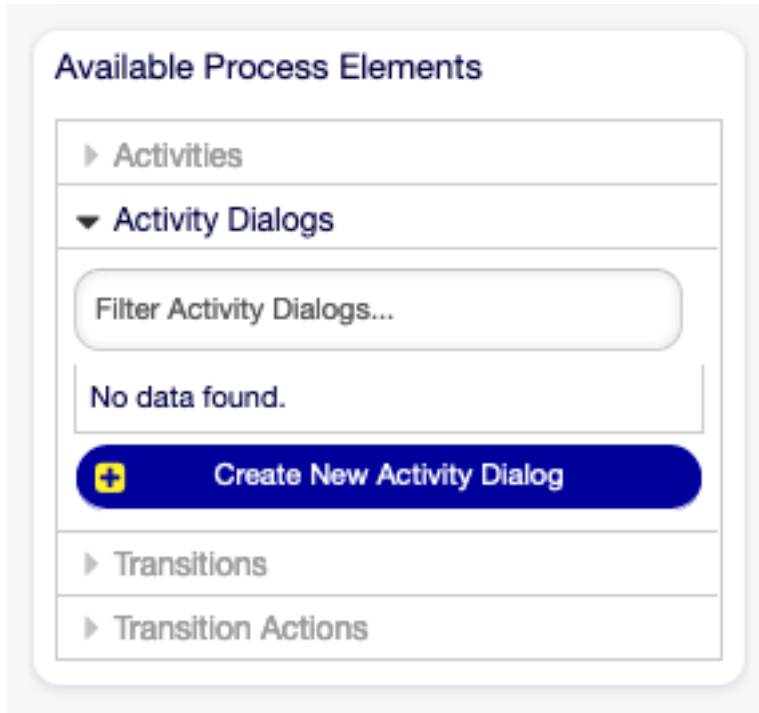 Available Process Elements
Activities
Activity Dialogs
Filter Activity Dialogs...
No data found.
Create New Activity Dialog
Transitions
Transition Actions